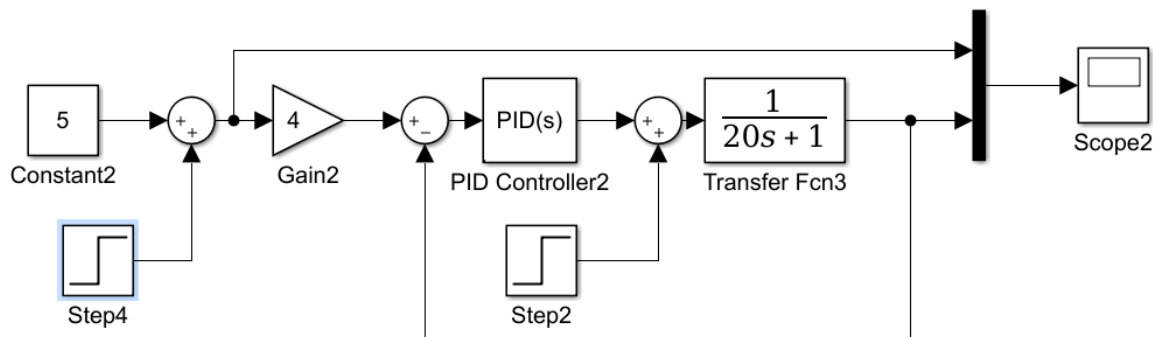 5
Constant2
+
+
4
Gain2
+
−
PID(s)
PID Controller2
+
+
1
20s + 1
Transfer Fcn3
Scope2
Step4
Step2